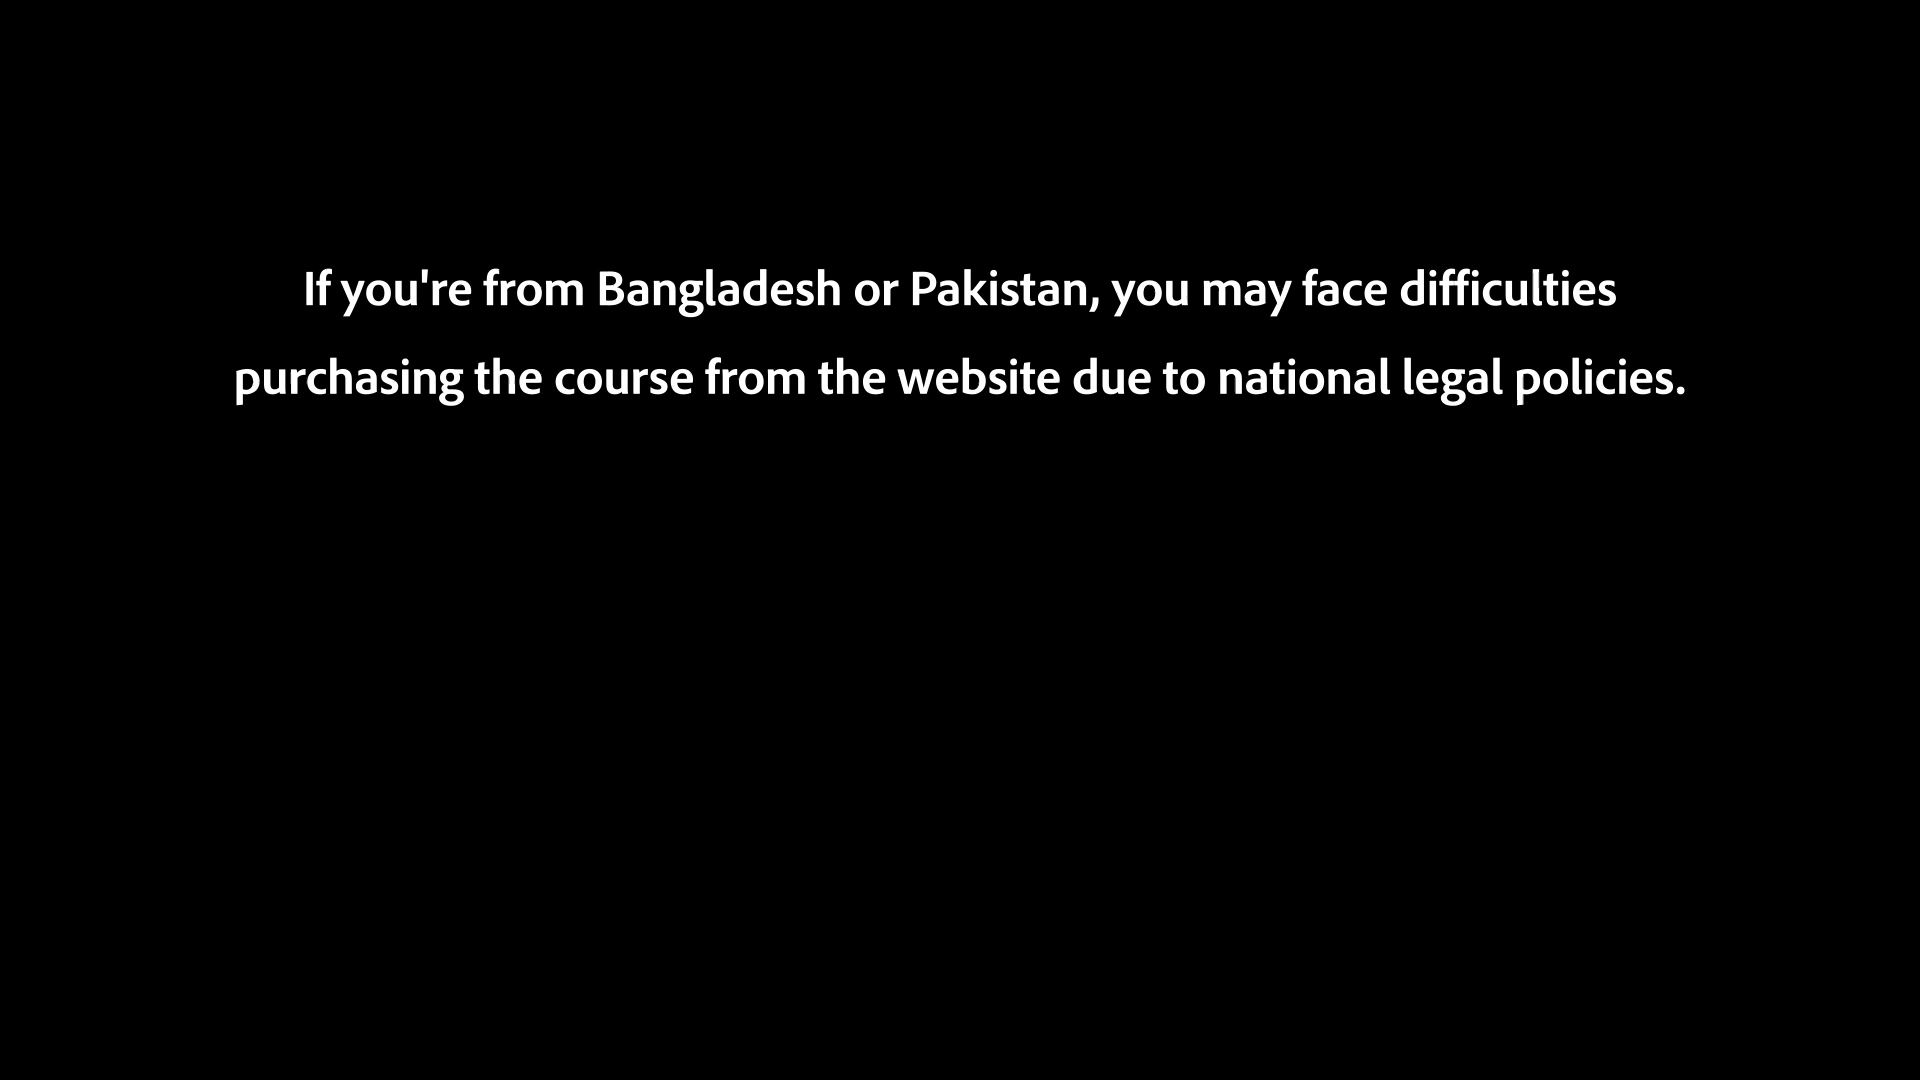 If you're from Bangladesh or Pakistan, you may face difficulties
purchasing the course from the website due to national legal policies.